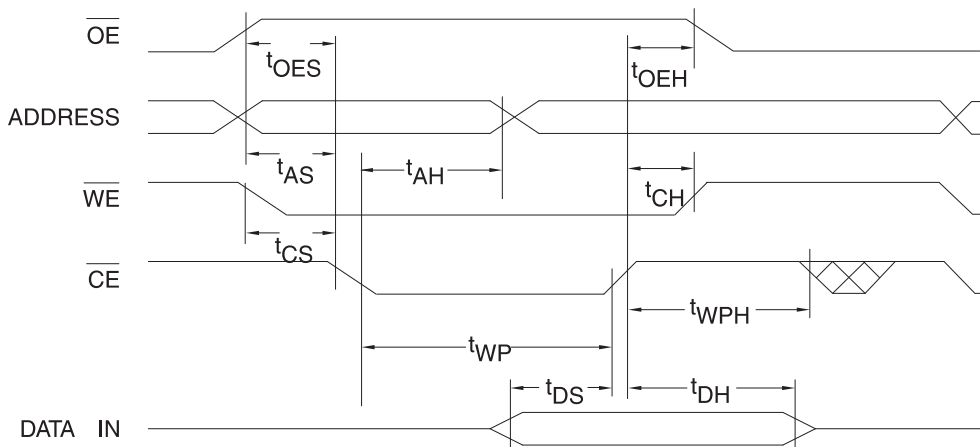 OE
tOES
tOEH
ADDRESS
tAS
tAH
WE
tCH
tCS
CE
tWPH
tWP
tDS
tDH
DATA IN